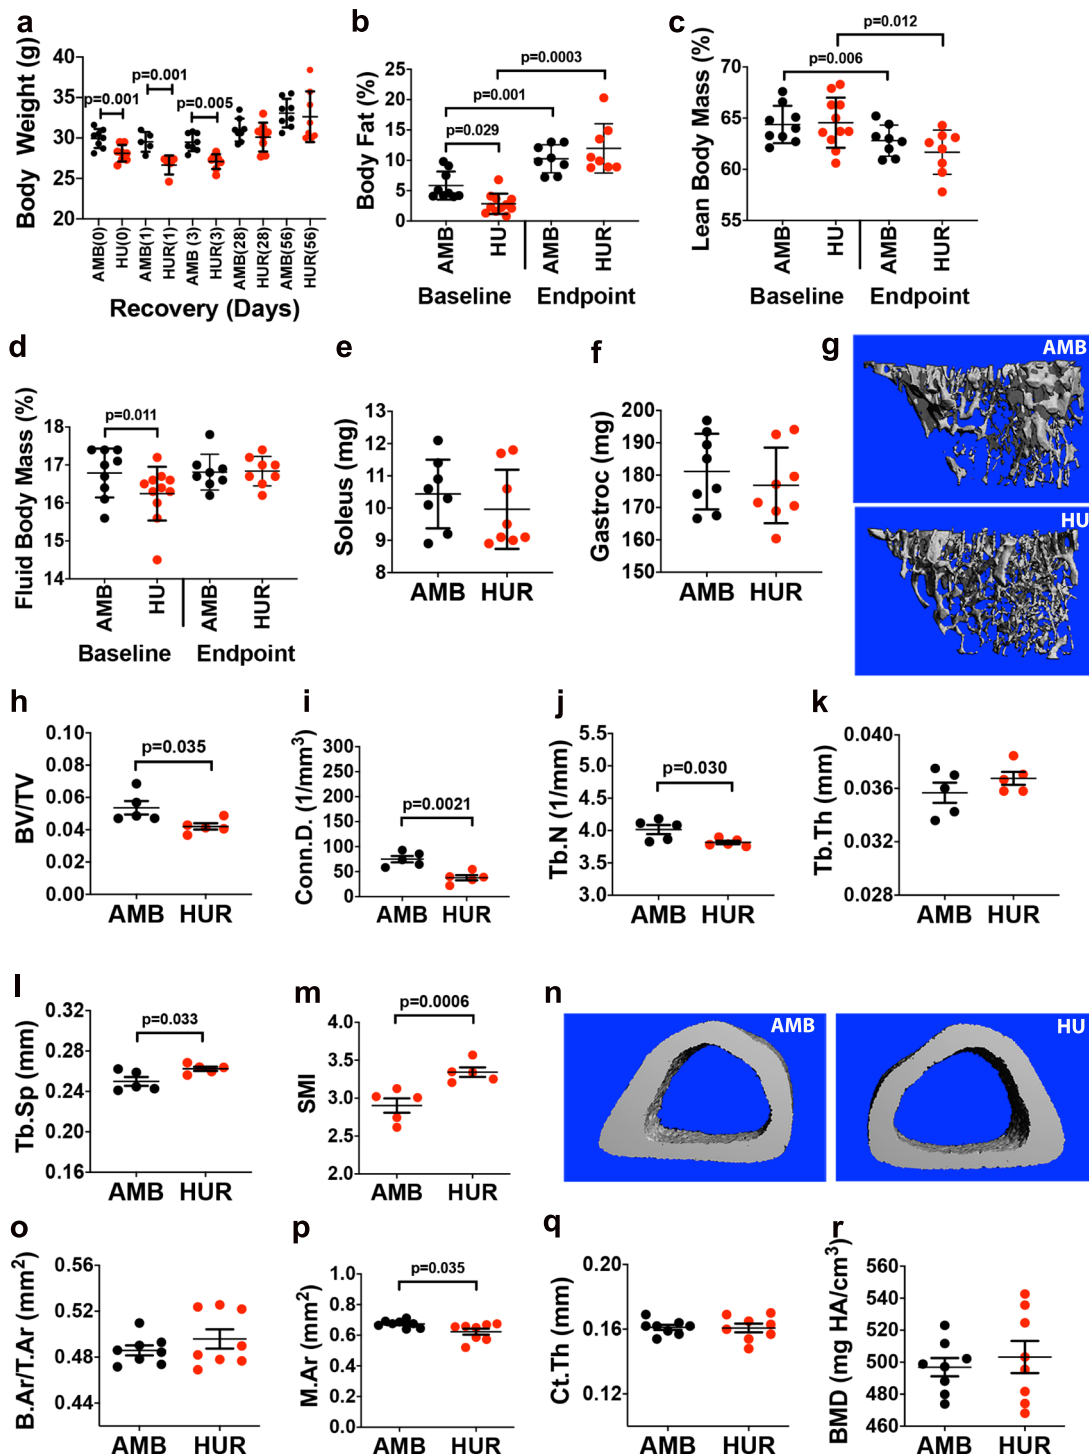 a
Body Weight (g)
40
35
30
25
20
p=0.001
p=0.001
p=0.005
AMB(0)
HU(0)
AMB(1)
HUR(1)
AMB (3)
HUR(3)
AMB(28)
HUR(28)
AMB(56)
HUR(56)
Recovery (Days)
b
Body Fat (%)
25
20
15
10
5
0
p=0.0003
p=0.001
p=0.029
AMB
HU
AMB
HUR
Baseline
Endpoint
c
Lean Body Mass (%)
70
65
60
55
p=0.012
p=0.006
AMB
HU
AMB
HUR
Baseline
Endpoint
d
Fluid Body Mass (%)
18
17
16
15
14
p=0.011
AMB
HU
AMB
HUR
Baseline
Endpoint
e
Soleus (mg)
13
12
11
10
9
8
AMB HUR
f
Gastroc (mg)
200
190
180
170
160
150
AMB HUR
g
AMB
HU
h
BV/TV
0.10
0.08
0.06
0.04
0.02
0.00
p=0.035
AMB HUR
i
Conn.D. (1/mm³)
300
250
200
150
100
50
0
p=0.0021
AMB HUR
j
Tb.N (1/mm)
5.5
5.0
4.5
4.0
3.5
3.0
p=0.030
AMB HUR
k
Tb.Th (mm)
0.040
0.036
0.032
0.028
AMB HUR
l
Tb.Sp (mm)
0.32
0.28
0.24
0.20
0.16
p=0.033
AMB HUR
m
SMI
4.0
3.5
3.0
2.5
2.0
p=0.0006
AMB HUR
n
AMB
HU
o
B.Ar/T.Ar (mm²)
0.56
0.52
0.48
0.44
AMB HUR
p
M.Ar (mm²)
1.0
0.8
0.6
0.4
0.2
0.0
p=0.035
AMB HUR
q
Ct.Th (mm)
0.20
0.16
0.12
AMB HUR
r
BMD (mg HA/cm³)
560
540
520
500
480
460
AMB HUR